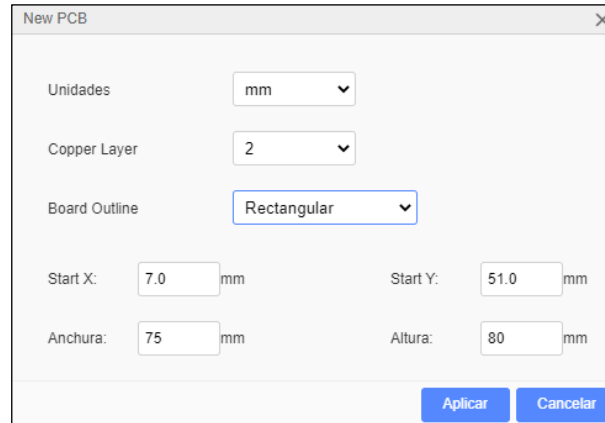 New PCB
Unidades mm
Copper Layer 2
Board Outline Rectangular
Start X: 7.0 mm Start Y: 51.0 mm
Anchura: 75 mm Altura: 80 mm
Aplicar Cancelar